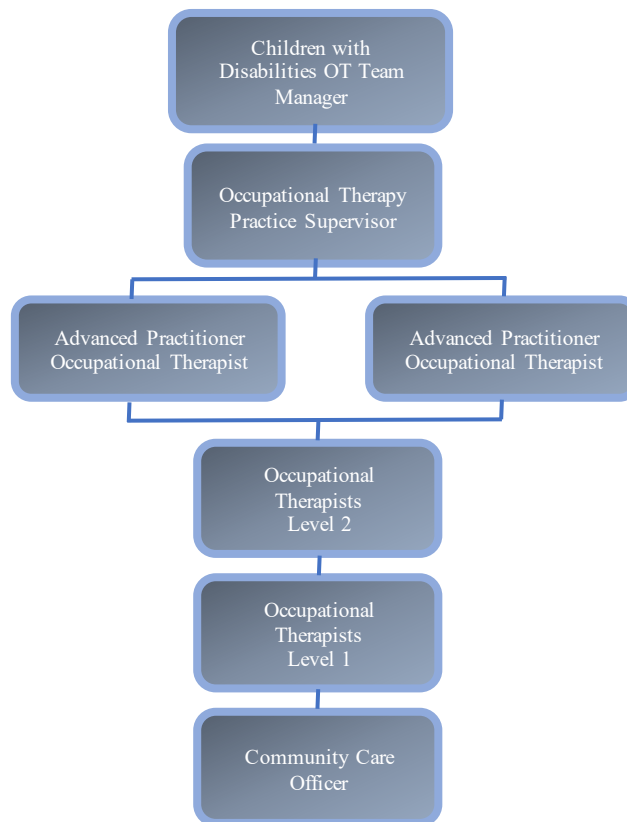 Children with
Disabilities OT Team
Manager
Occupational Therapy
Practice Supervisor
Advanced Practitioner
Occupational Therapist
Advanced Practitioner
Occupational Therapist
Occupational
Therapists
Level 2
Occupational
Therapists
Level 1
Community Care
Officer